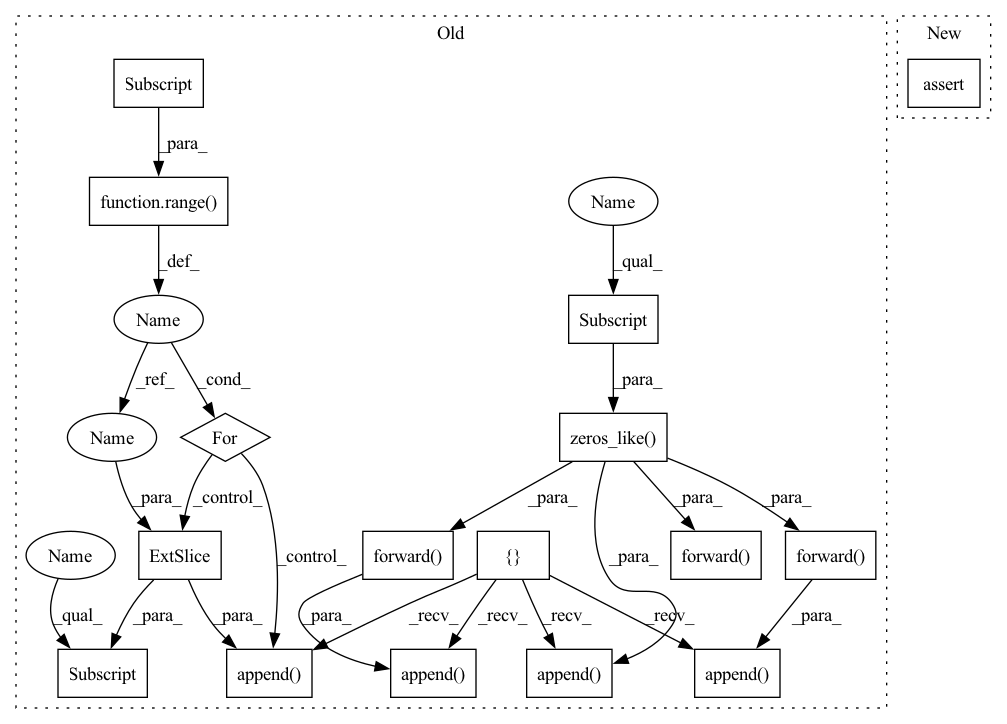 Old
New
Subscript
assert
_para_
function.range()
Name
_def_
_qual_
Name
Subscript
_ref_
_cond_
_para_
Name
For
zeros_like()
_para_
_control_
_para_
_para_
_para_
Name
ExtSlice
_control_
forward()
{}
_para_
forward()
forward()
_qual_
_para_
_para_
_para_
_recv_
_recv_
_recv_
_recv_
_para_
Subscript
append()
append()
append()
append()